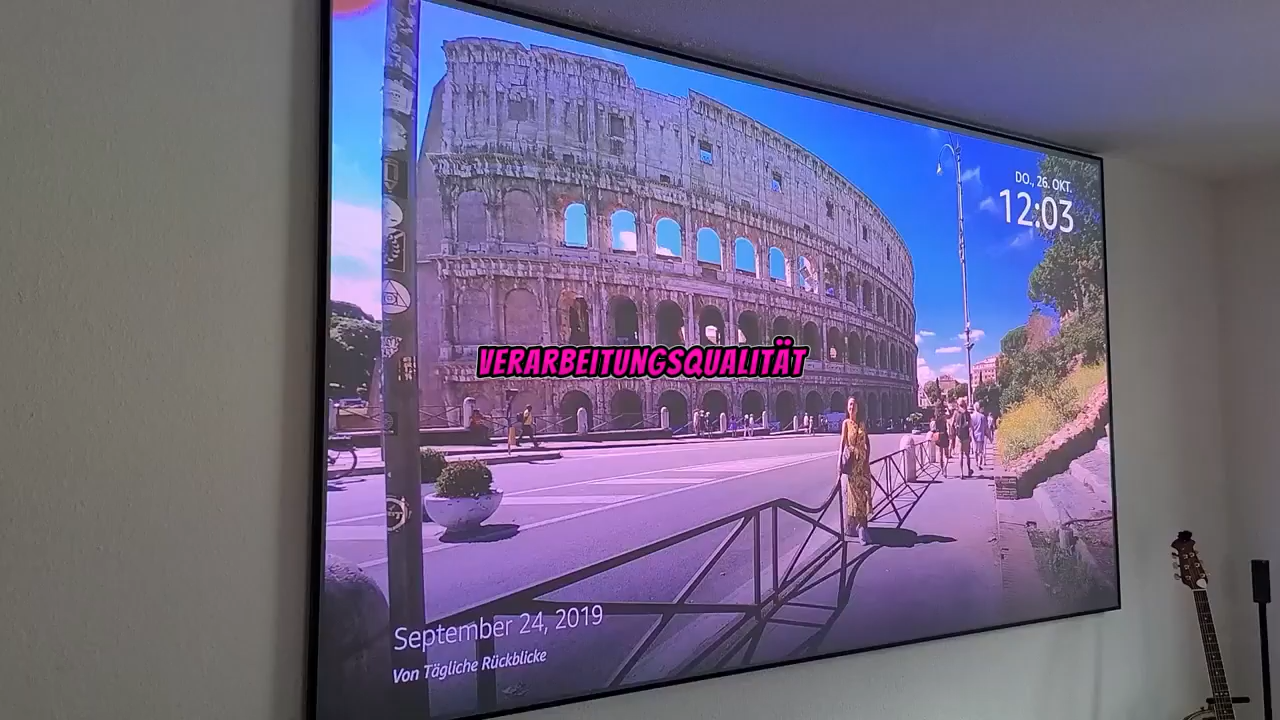 DO., 26. OKT.
12:03
VERARBEITUNGSQUALITÄT
September 24, 2019
Von Tägliche Rückblicke